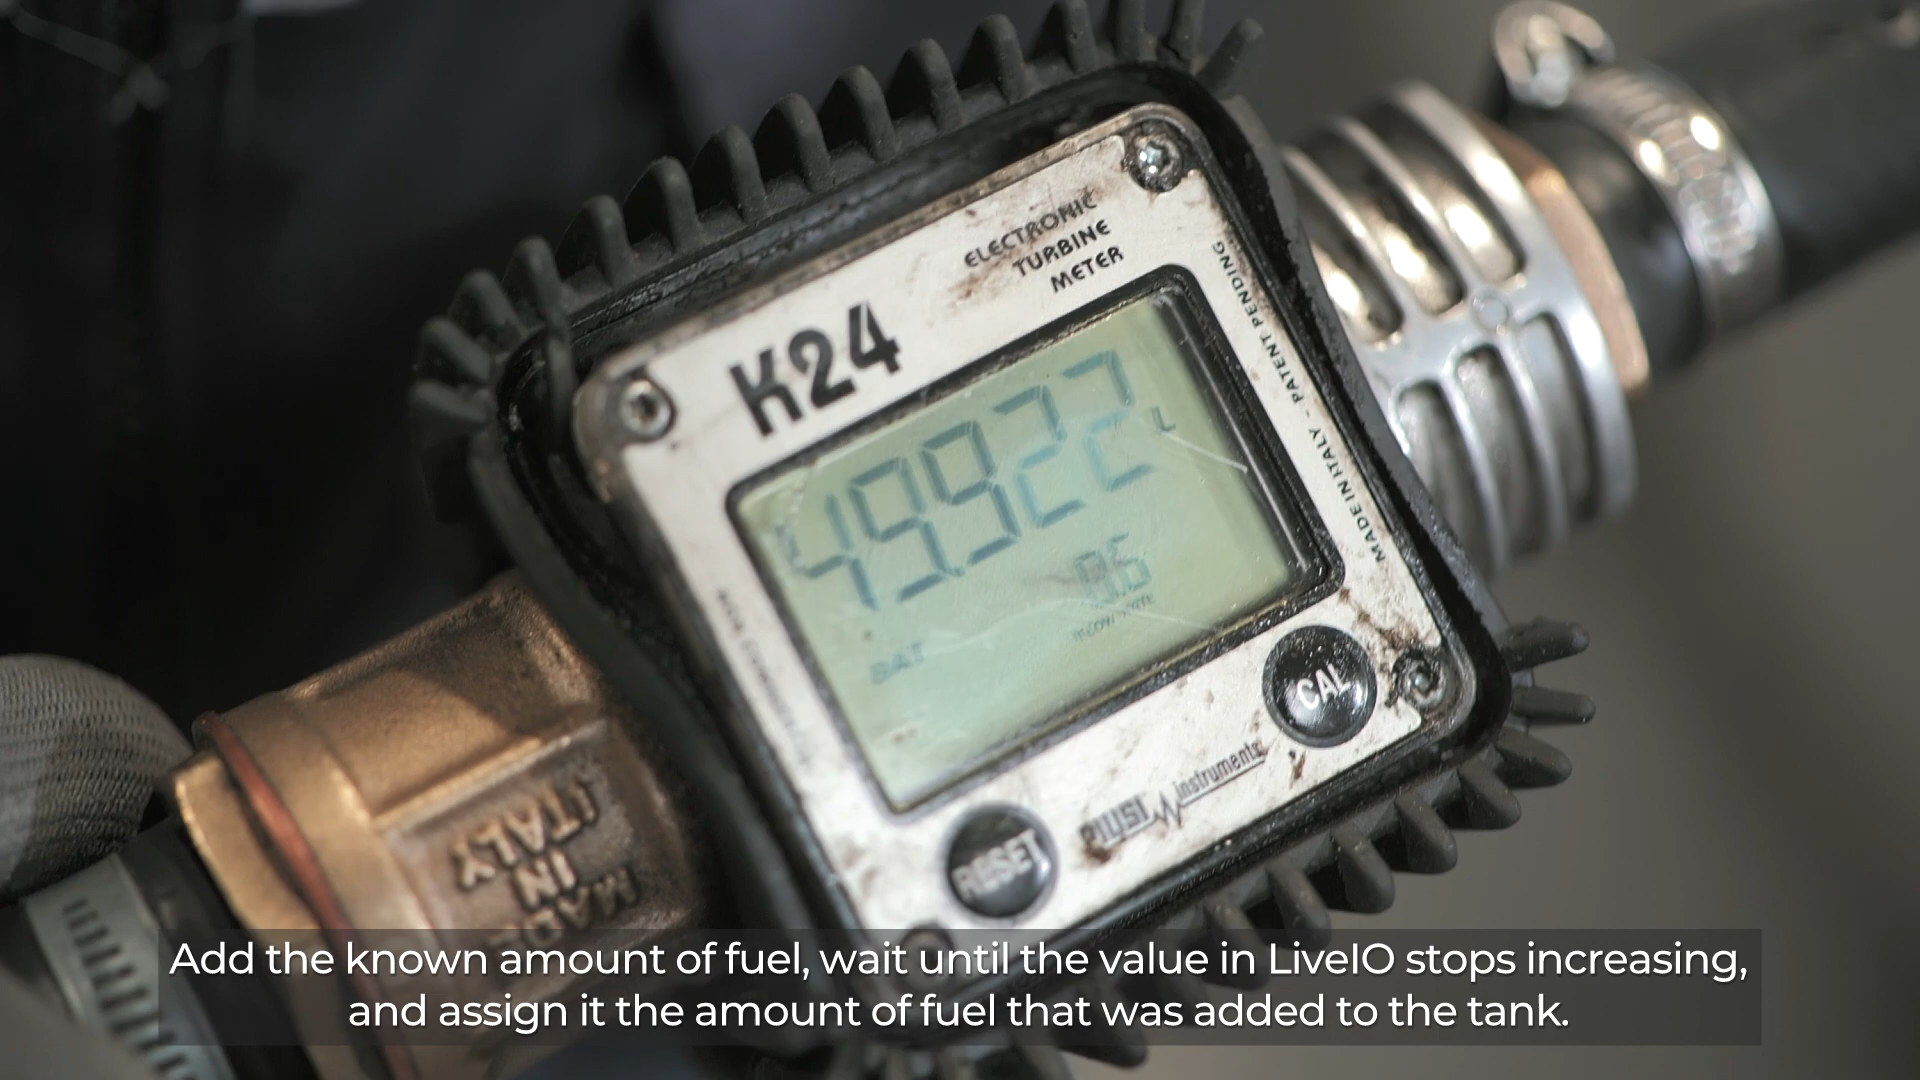 ELECTRONIC
TURBINE
METER
K24
MADE IN ITALY - PATENT PENDING
L
BAT
CAL
RESET
PIUSI instruments
MADE
IN
ITALY
Add the known amount of fuel, wait until the value in LiveIO stops increasing,
and assign it the amount of fuel that was added to the tank.